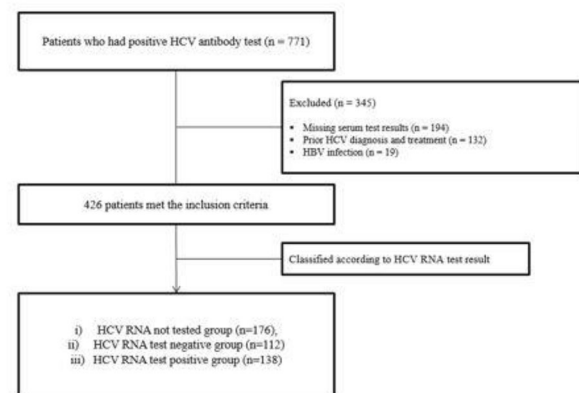 Patients who had positive HCV antibody test (n = 771)
Excluded (n = 345)
▪ Missing serum test results (n = 194)
▪ Prior HCV diagnosis and treatment (n = 132)
▪ HBV infection (n = 19)
426 patients met the inclusion criteria
Classified according to HCV RNA test result
i) HCV RNA not tested group (n=176),
ii) HCV RNA test negative group (n=112)
iii) HCV RNA test positive group (n=138)